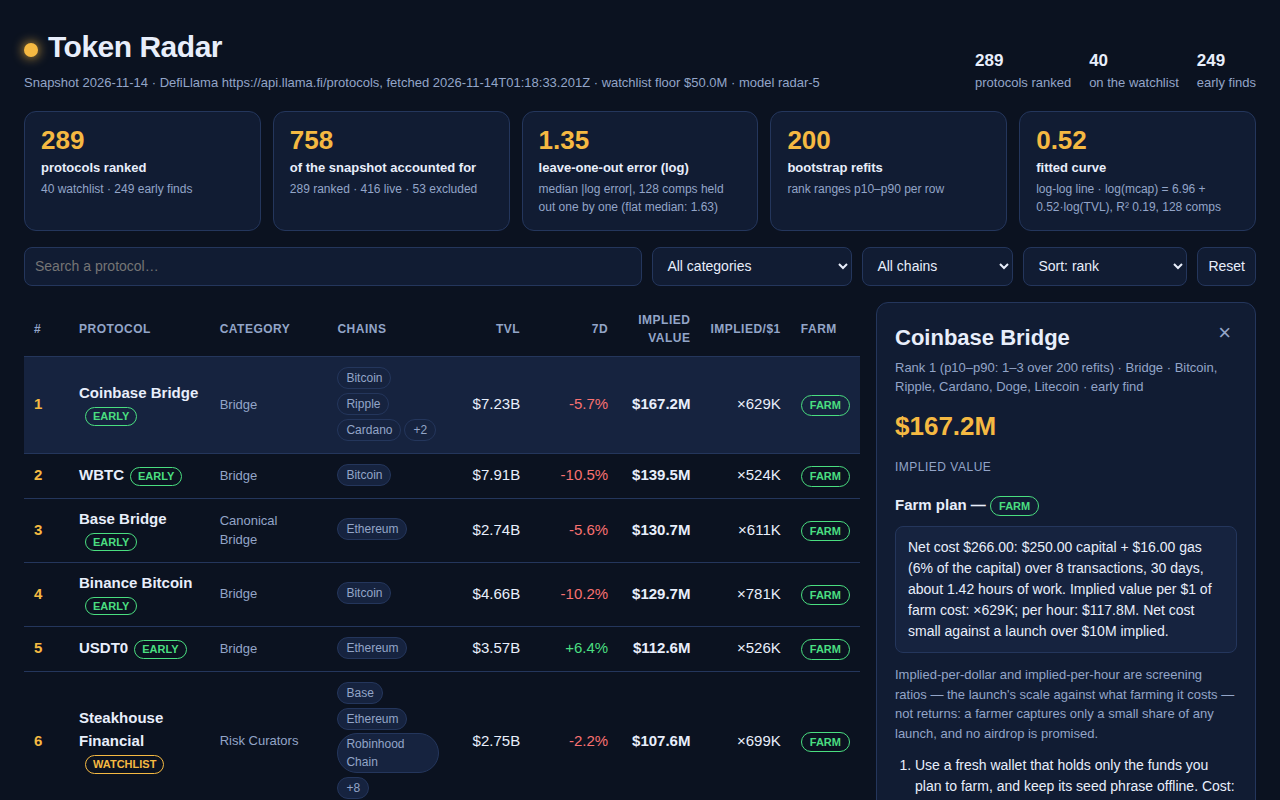 Token Radar
Snapshot 2026-11-14 · DefiLlama https://api.llama.fi/protocols, fetched 2026-11-14T01:18:33.201Z · watchlist floor $50.0M · model radar-5
289
protocols ranked
40
on the watchlist
249
early finds
289
protocols ranked
40 watchlist · 249 early finds
758
of the snapshot accounted for
289 ranked · 416 live · 53 excluded
1.35
leave-one-out error (log)
median |log error|, 128 comps held
out one by one (flat median: 1.63)
200
bootstrap refits
rank ranges p10–p90 per row
0.52
fitted curve
log-log line · log(mcap) = 6.96 +
0.52·log(TVL), R² 0.19, 128 comps
Search a protocol…
All categories
All chains
Sort: rank
Reset
# PROTOCOL CATEGORY CHAINS TVL 7D IMPLIED VALUE IMPLIED/$1 FARM
1 Coinbase Bridge EARLY Bridge Bitcoin Ripple Cardano +2 $7.23B -5.7% $167.2M ×629K FARM
2 WBTC EARLY Bridge Bitcoin $7.91B -10.5% $139.5M ×524K FARM
3 Base Bridge EARLY Canonical Bridge Ethereum $2.74B -5.6% $130.7M ×611K FARM
4 Binance Bitcoin EARLY Bridge Bitcoin $4.66B -10.2% $129.7M ×781K FARM
5 USDT0 EARLY Bridge Ethereum $3.57B +6.4% $112.6M ×526K FARM
6 Steakhouse Financial WATCHLIST Risk Curators Base Ethereum Robinhood Chain +8 $2.75B -2.2% $107.6M ×699K FARM
Coinbase Bridge ×
Rank 1 (p10–p90: 1–3 over 200 refits) · Bridge · Bitcoin,
Ripple, Cardano, Doge, Litecoin · early find
$167.2M
IMPLIED VALUE
Farm plan — FARM
Net cost $266.00: $250.00 capital + $16.00 gas
(6% of the capital) over 8 transactions, 30 days,
about 1.42 hours of work. Implied value per $1 of
farm cost: ×629K; per hour: $117.8M. Net cost
small against a launch over $10M implied.
Implied-per-dollar and implied-per-hour are screening
ratios — the launch's scale against what farming it costs —
not returns: a farmer captures only a small share of any
launch, and no airdrop is promised.
1. Use a fresh wallet that holds only the funds you
plan to farm, and keep its seed phrase offline. Cost: